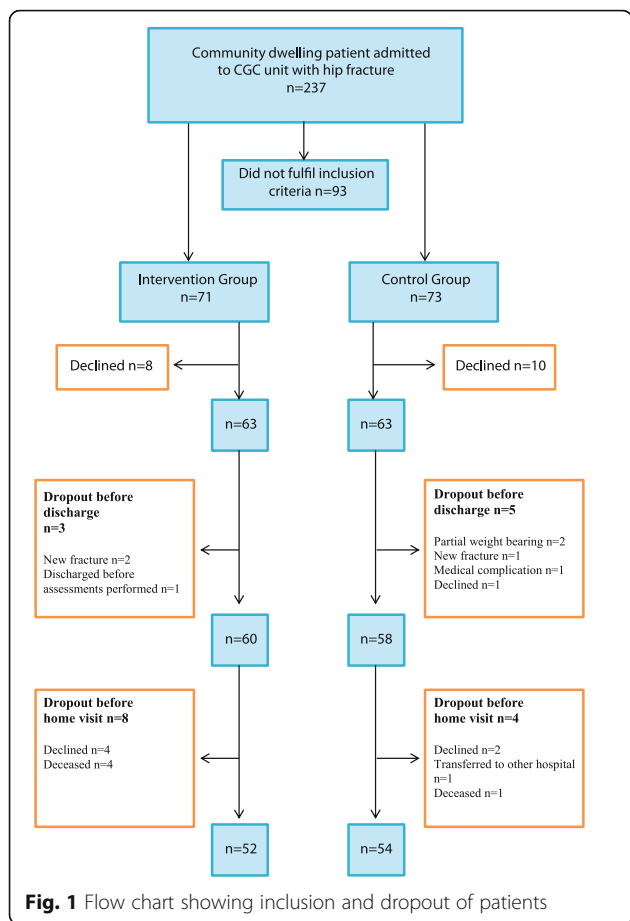 Community dwelling patient admitted
to CGC unit with hip fracture
n=237
Did not fulfil inclusion
criteria n=93
Intervention Group
n=71
Control Group
n=73
Declined n=8
Declined n=10
n=63
n=63
Dropout before
discharge
n=3
New fracture n=2
Discharged before
assessments performed n=1
Dropout before
discharge n=5
Partial weight bearing n=2
New fracture n=1
Medical complication n=1
Declined n=1
n=60
n=58
Dropout before
home visit n=8
Declined n=4
Deceased n=4
Dropout before
home visit n=4
Declined n=2
Transferred to other hospital
n=1
Deceased n=1
n=52
n=54
Fig. 1 Flow chart showing inclusion and dropout of patients